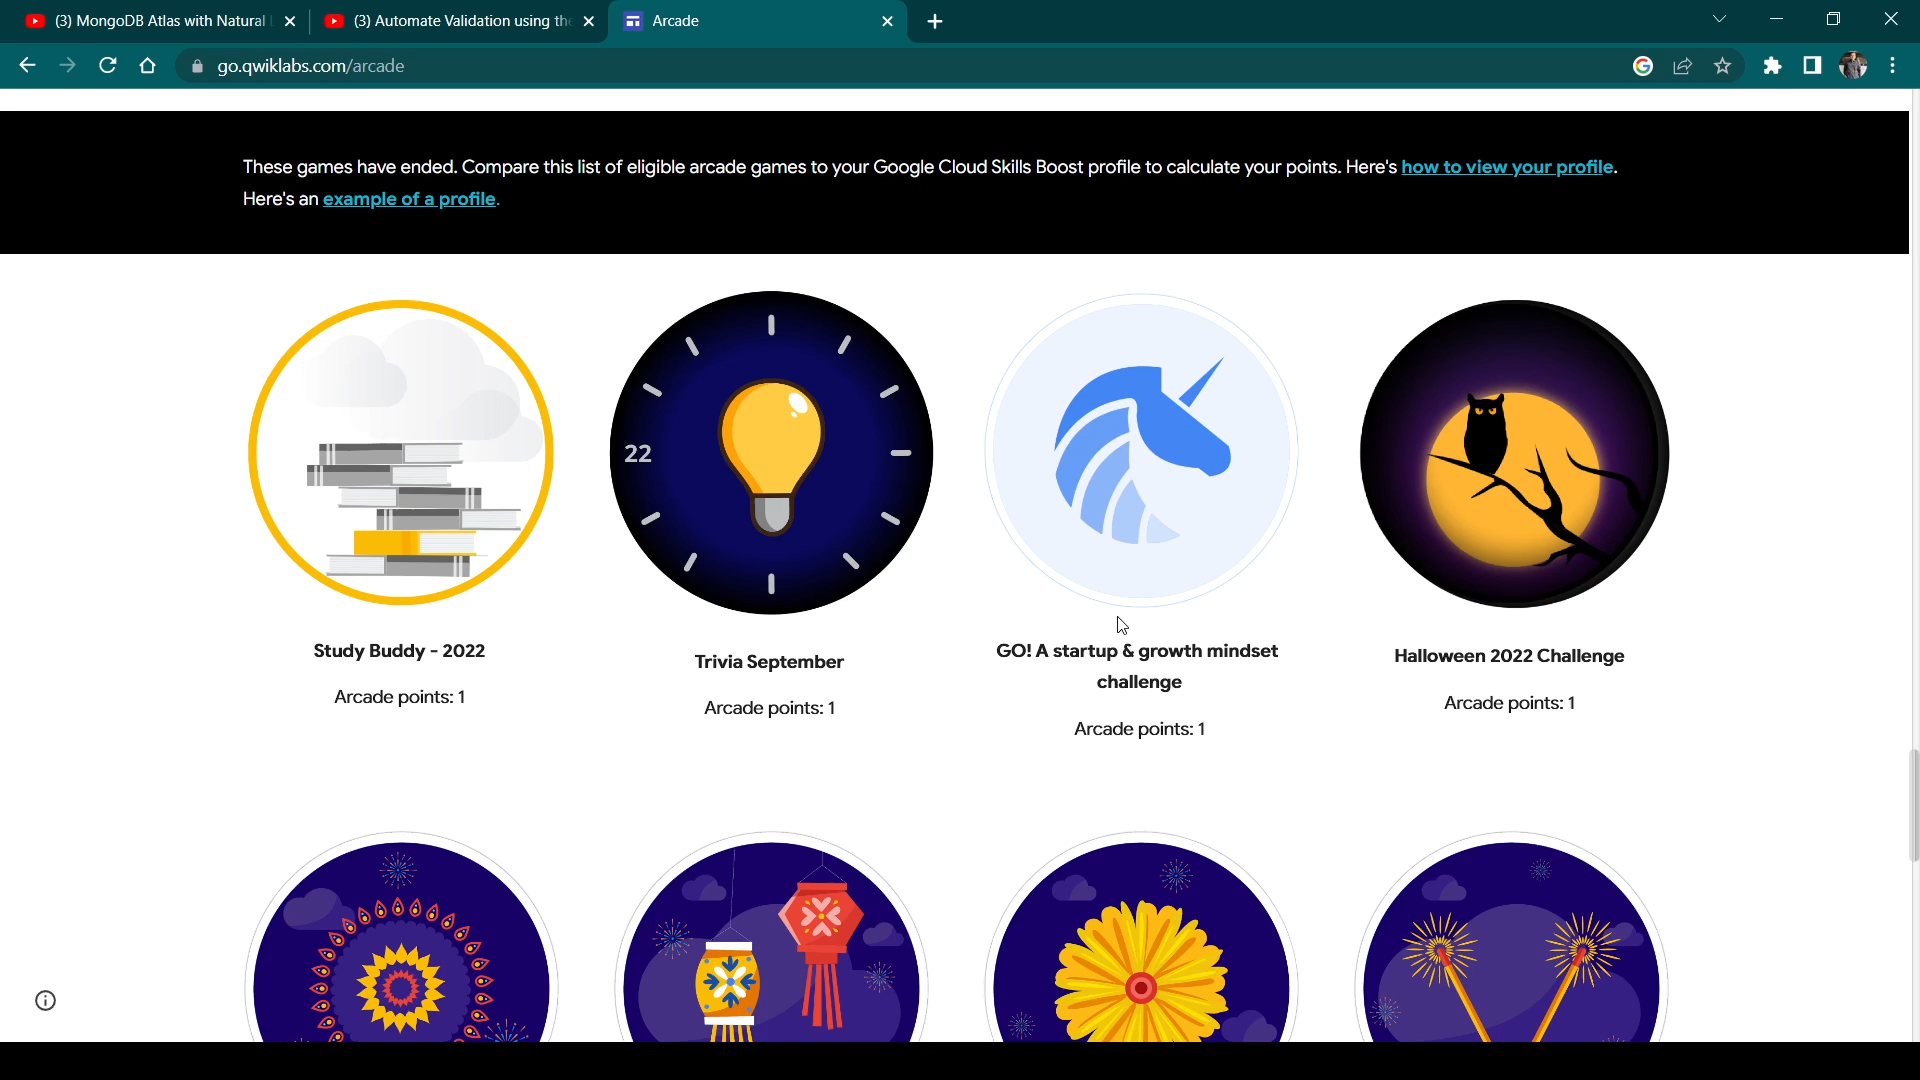 (3) MongoDB Atlas with Natural
(3) Automate Validation using th
Arcade
go.qwiklabs.com/arcade
These games have ended. Compare this list of eligible arcade games to your Google Cloud Skills Boost profile to calculate your points. Here's how to view your profile.
Here's an example of a profile.
22
Study Buddy - 2022
Arcade points: 1
Trivia September
Arcade points: 1
GO! A startup & growth mindset
challenge
Arcade points: 1
Halloween 2022 Challenge
Arcade points: 1